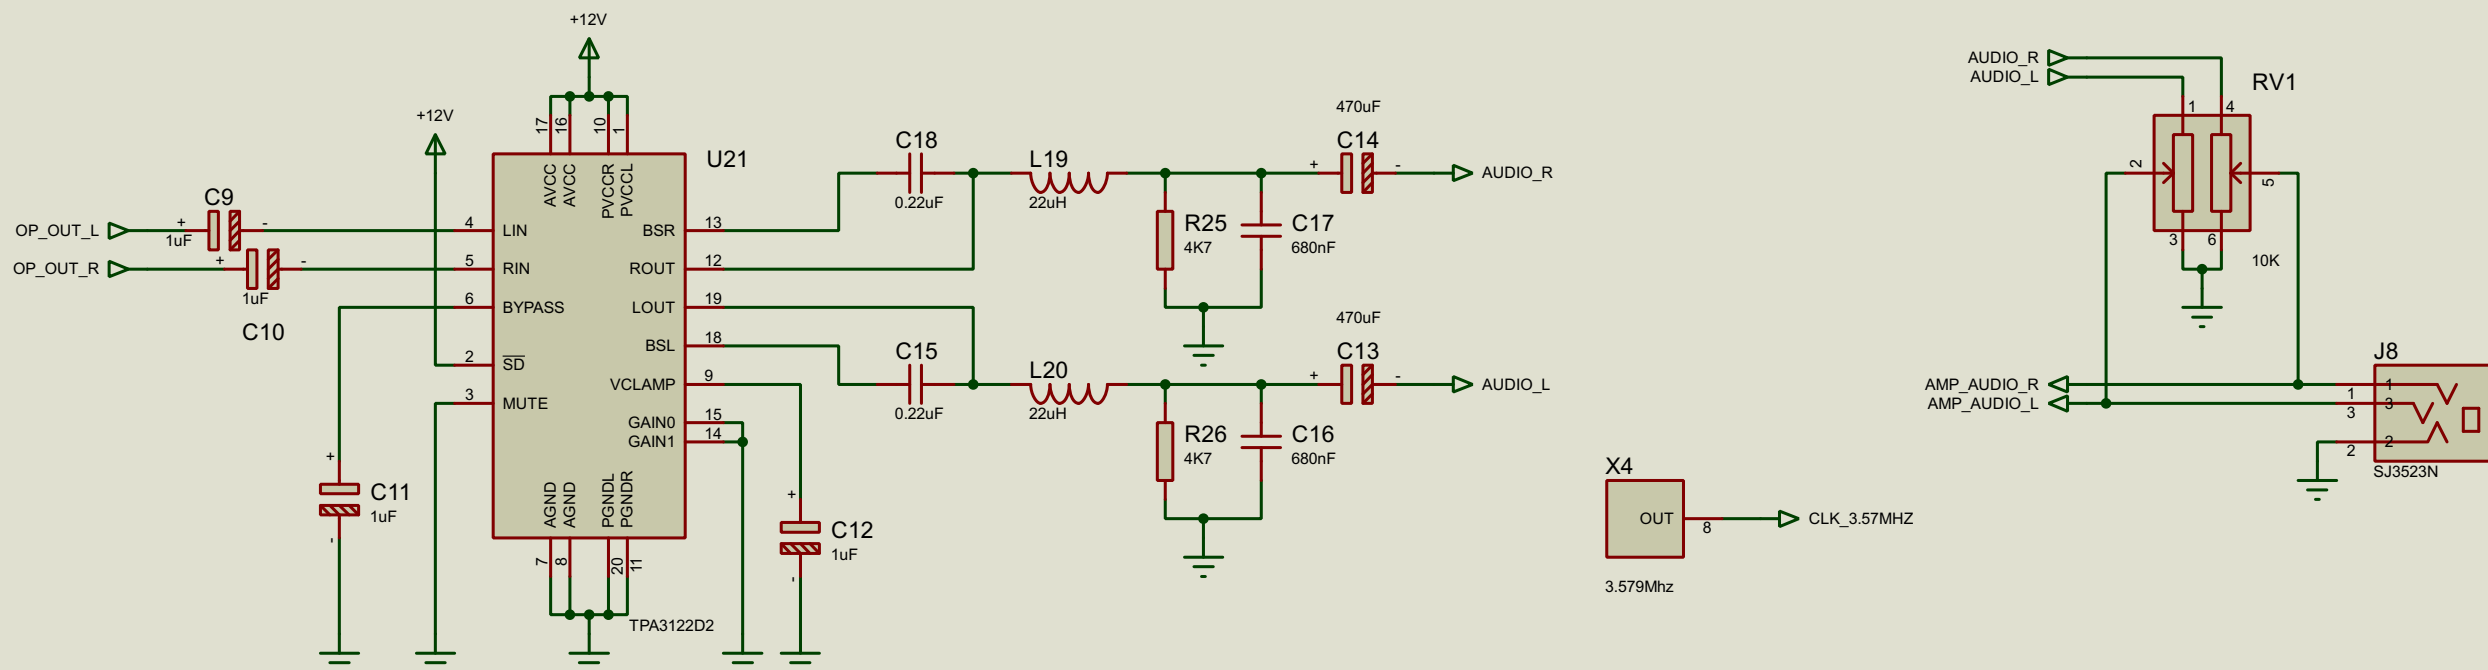 +12V
+12V
17
16
10
1
AVCC
AVCC
PVCCR
PVCCL
U21
C9
+
-
1uF
OP_OUT_L
4
LIN
OP_OUT_R
+
-
1uF
C10
5
RIN
6
BYPASS
2
SD
3
MUTE
BSR
13
ROUT
12
LOUT
19
BSL
18
VCLAMP
9
GAIN0
15
GAIN1
14
AGND
AGND
PGNDL
PGNDR
7
8
20
11
TPA3122D2
+
C11
1uF
-
+
C12
1uF
-
C18
0.22uF
L19
22uH
R25
4K7
C17
680nF
470uF
C14
+
-
AUDIO_R
C15
0.22uF
L20
22uH
R26
4K7
C16
680nF
470uF
C13
+
-
AUDIO_L
X4
OUT
8
CLK_3.57MHZ
3.579Mhz
AUDIO_R
AUDIO_L
RV1
1
4
2
5
3
6
10K
J8
AMP_AUDIO_R
AMP_AUDIO_L
1
1
3
3
2
2
SJ3523N